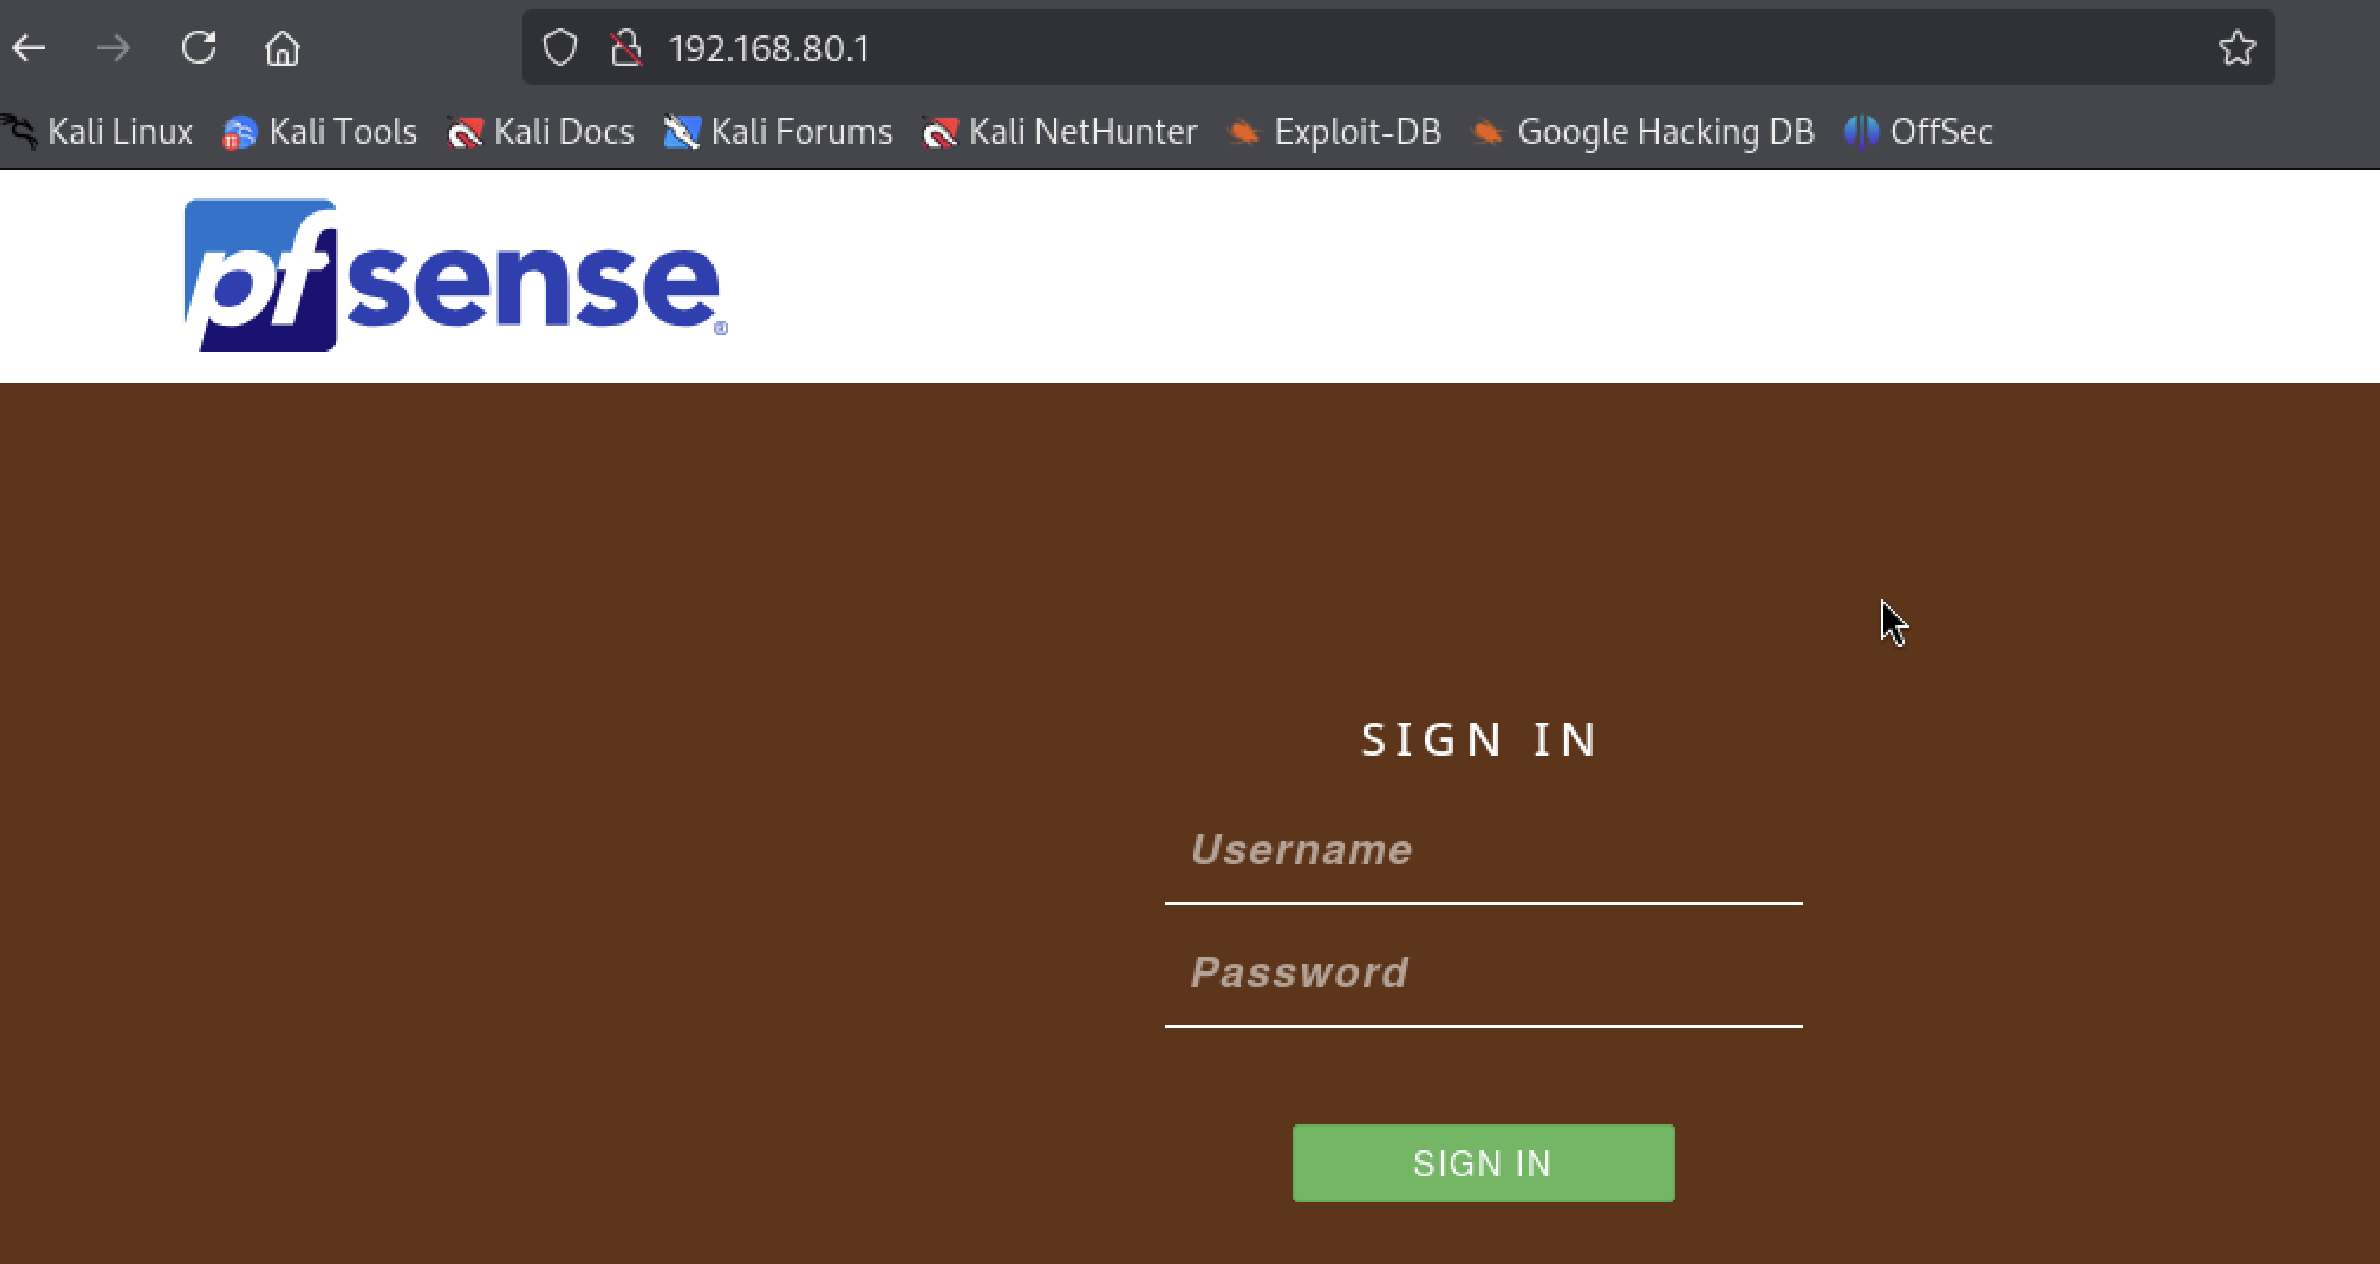 192.168.80.1
Kali Linux Kali Tools Kali Docs Kali Forums Kali NetHunter Exploit-DB Google Hacking DB OffSec
pfsense®
SIGN IN
Username
Password
SIGN IN